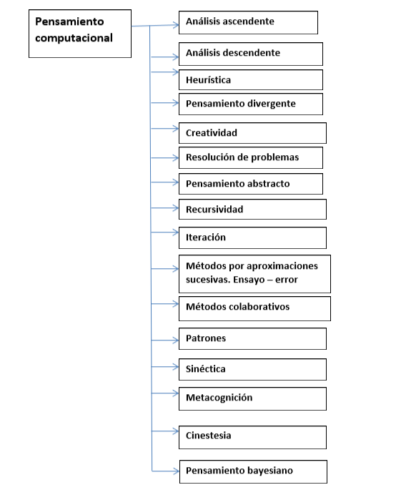 Pensamiento
computacional
Análisis ascendente
Análisis descendente
Heurística
Pensamiento divergente
Creatividad
Resolución de problemas
Pensamiento abstracto
Recursividad
Iteración
Métodos por aproximaciones
sucesivas. Ensayo – error
Métodos colaborativos
Patrones
Sinéctica
Metacognición
Cinestesia
Pensamiento bayesiano